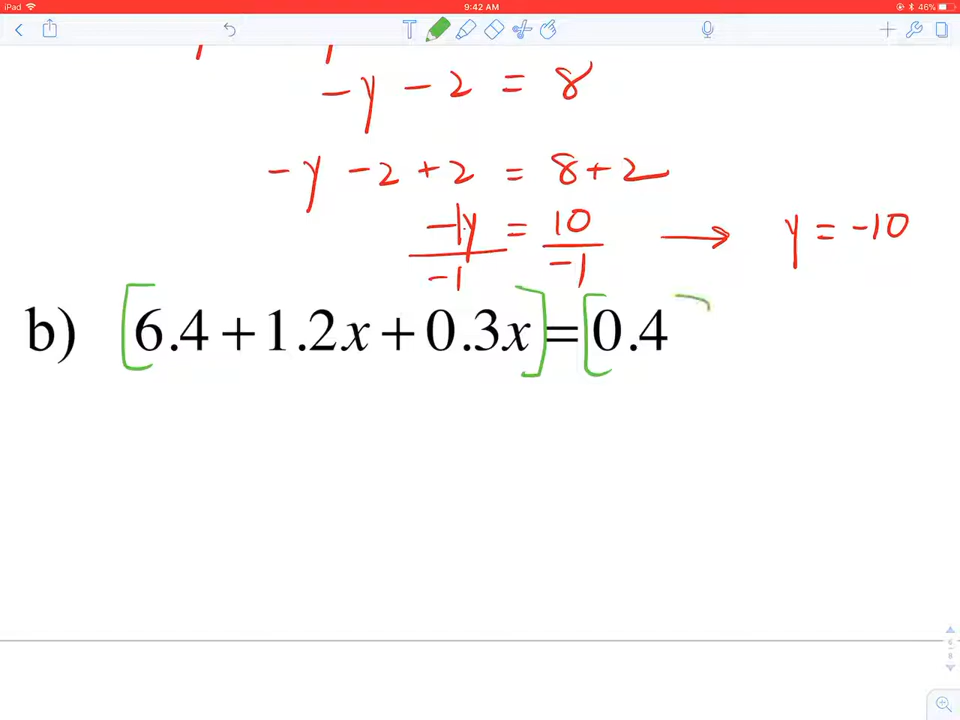 iPad 9:42 AM 46%
T
-y - 2 = 8
-y - 2 + 2 = 8 + 2
-1y = 10 → y = -10
-1 -1
b) [6.4 + 1.2x + 0.3x] = [0.4